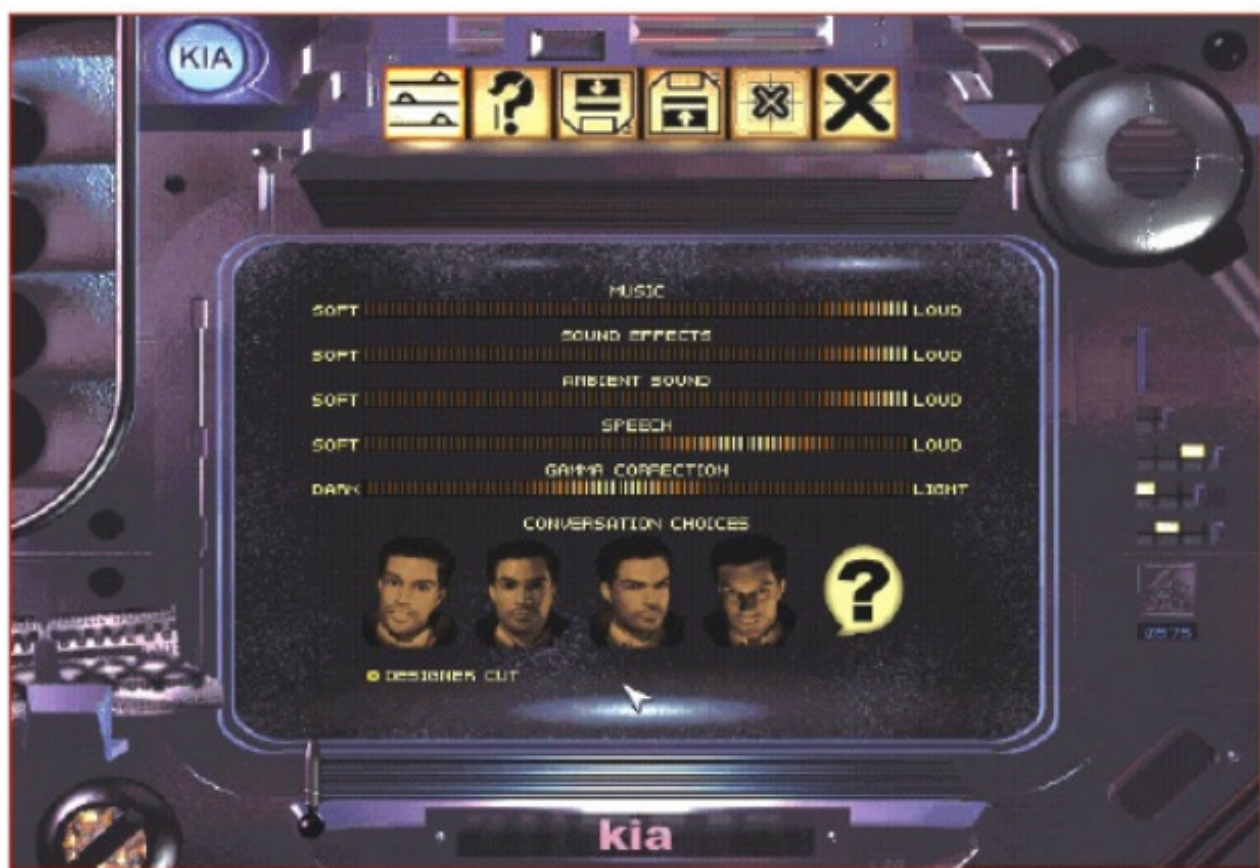 KIA
MUSIC
SOFT LOUD
SOUND EFFECTS
SOFT LOUD
AMBIENT SOUND
SOFT LOUD
SPEECH
SOFT LOUD
GAMMA CORRECTION
DARK LIGHT
CONVERSATION CHOICES
?
DESIGNER CUT
kia